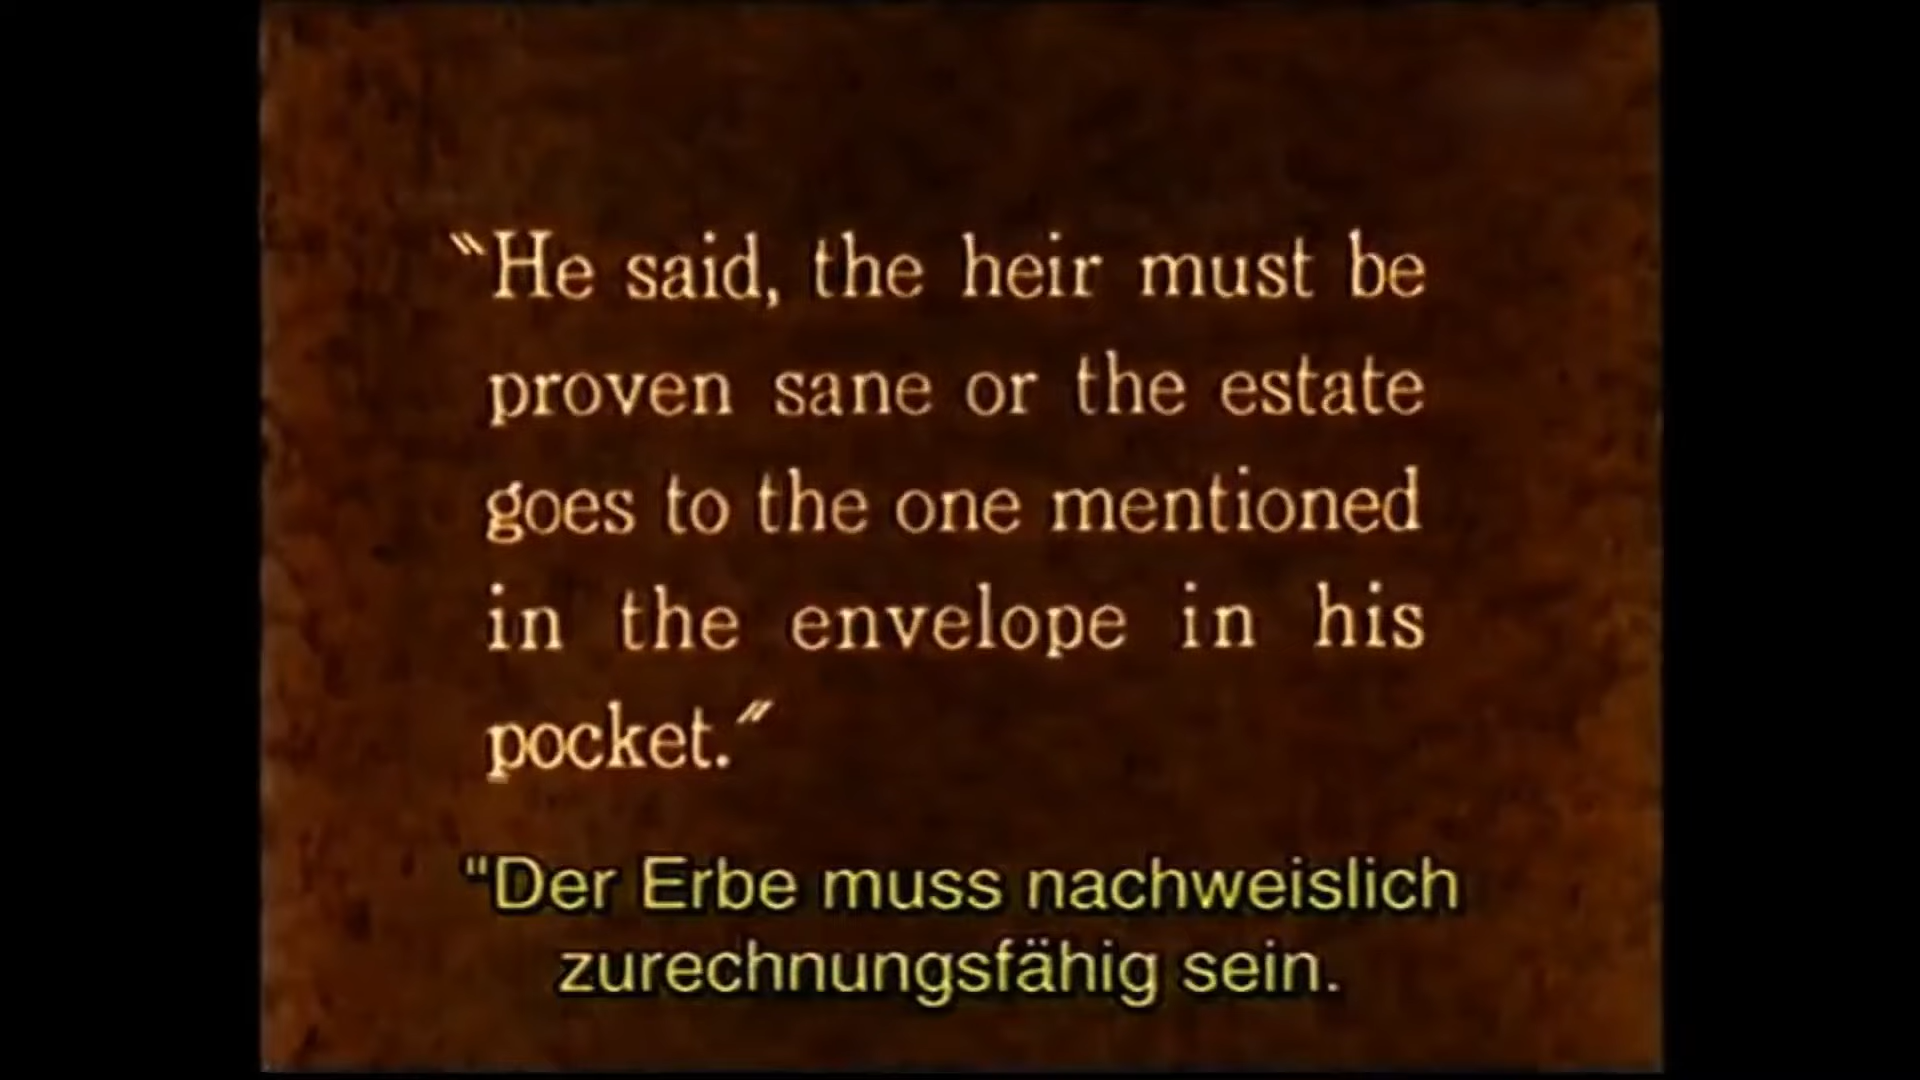 "He said, the heir must be
proven sane or the estate
goes to the one mentioned
in the envelope in his
pocket."
"Der Erbe muss nachweislich
zurechnungsfähig sein.